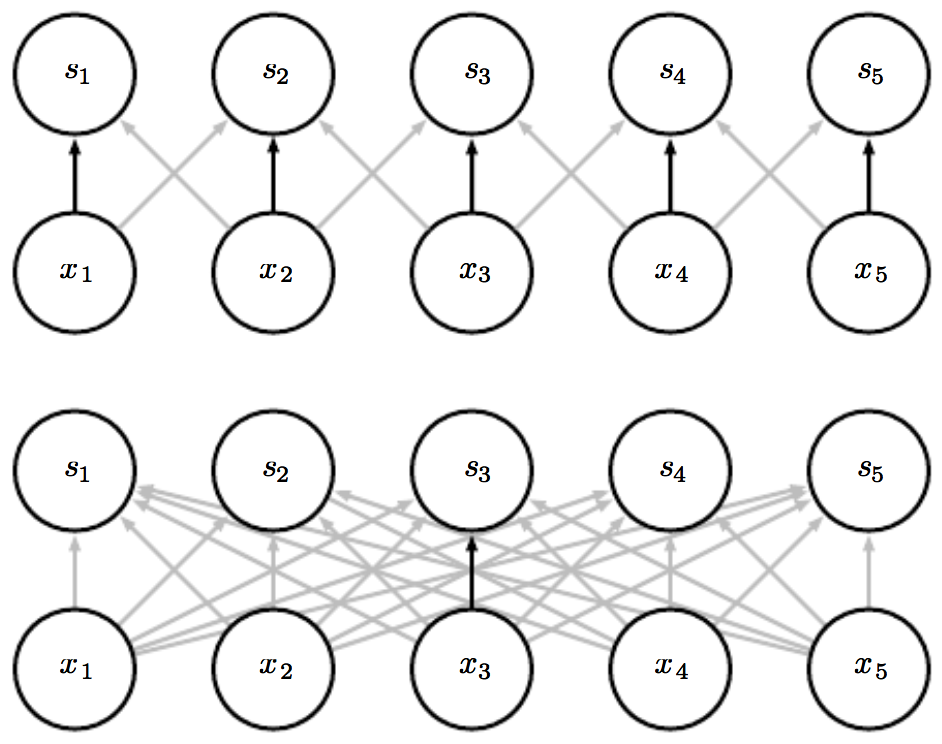 s₁ s₂ s₃ s₄ s₅
x₁ x₂ x₃ x₄ x₅
s₁ s₂ s₃ s₄ s₅
x₁ x₂ x₃ x₄ x₅